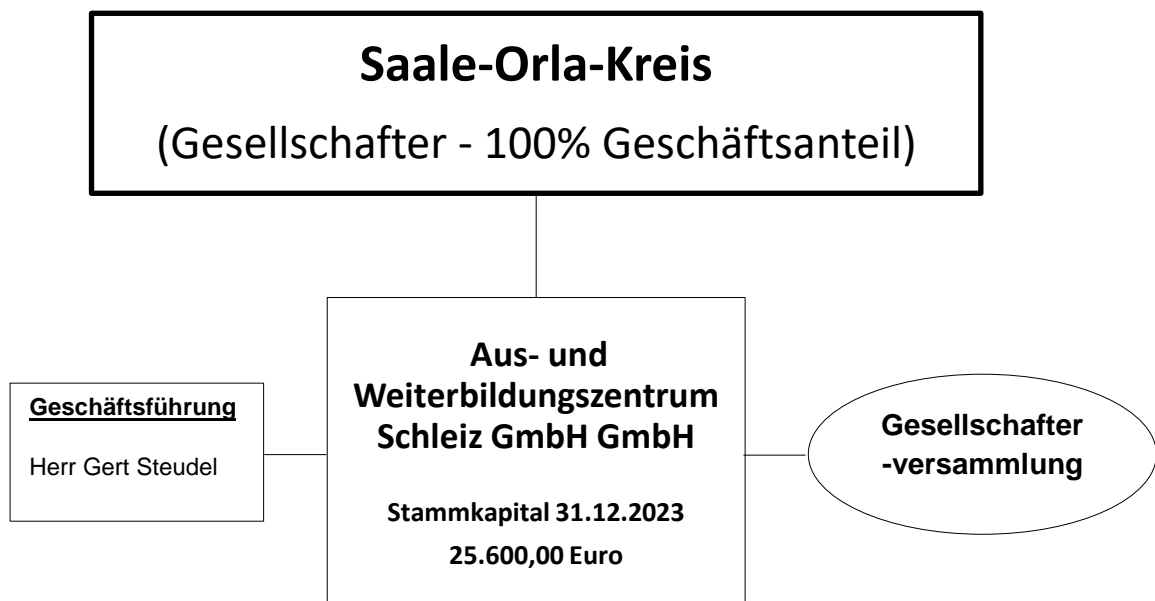 Saale-Orla-Kreis
(Gesellschafter - 100% Geschäftsanteil)
Geschäftsführung
Herr Gert Steudel
Aus- und
Weiterbildungszentrum
Schleiz GmbH GmbH
Stammkapital 31.12.2023
25.600,00 Euro
Gesellschafter
-versammlung